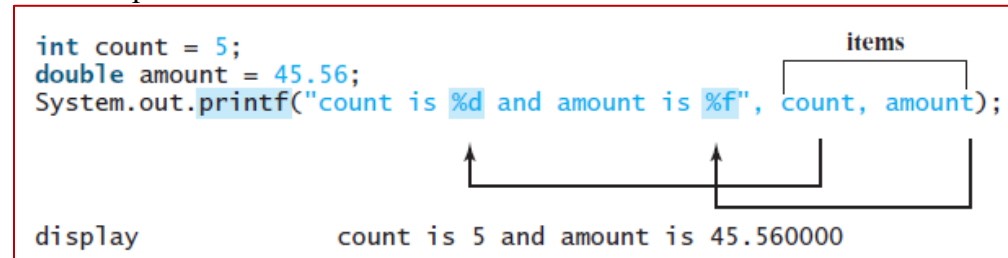 int count = 5;
items
double amount = 45.56;
System.out.printf("count is %d and amount is %f", count, amount);
display count is 5 and amount is 45.560000